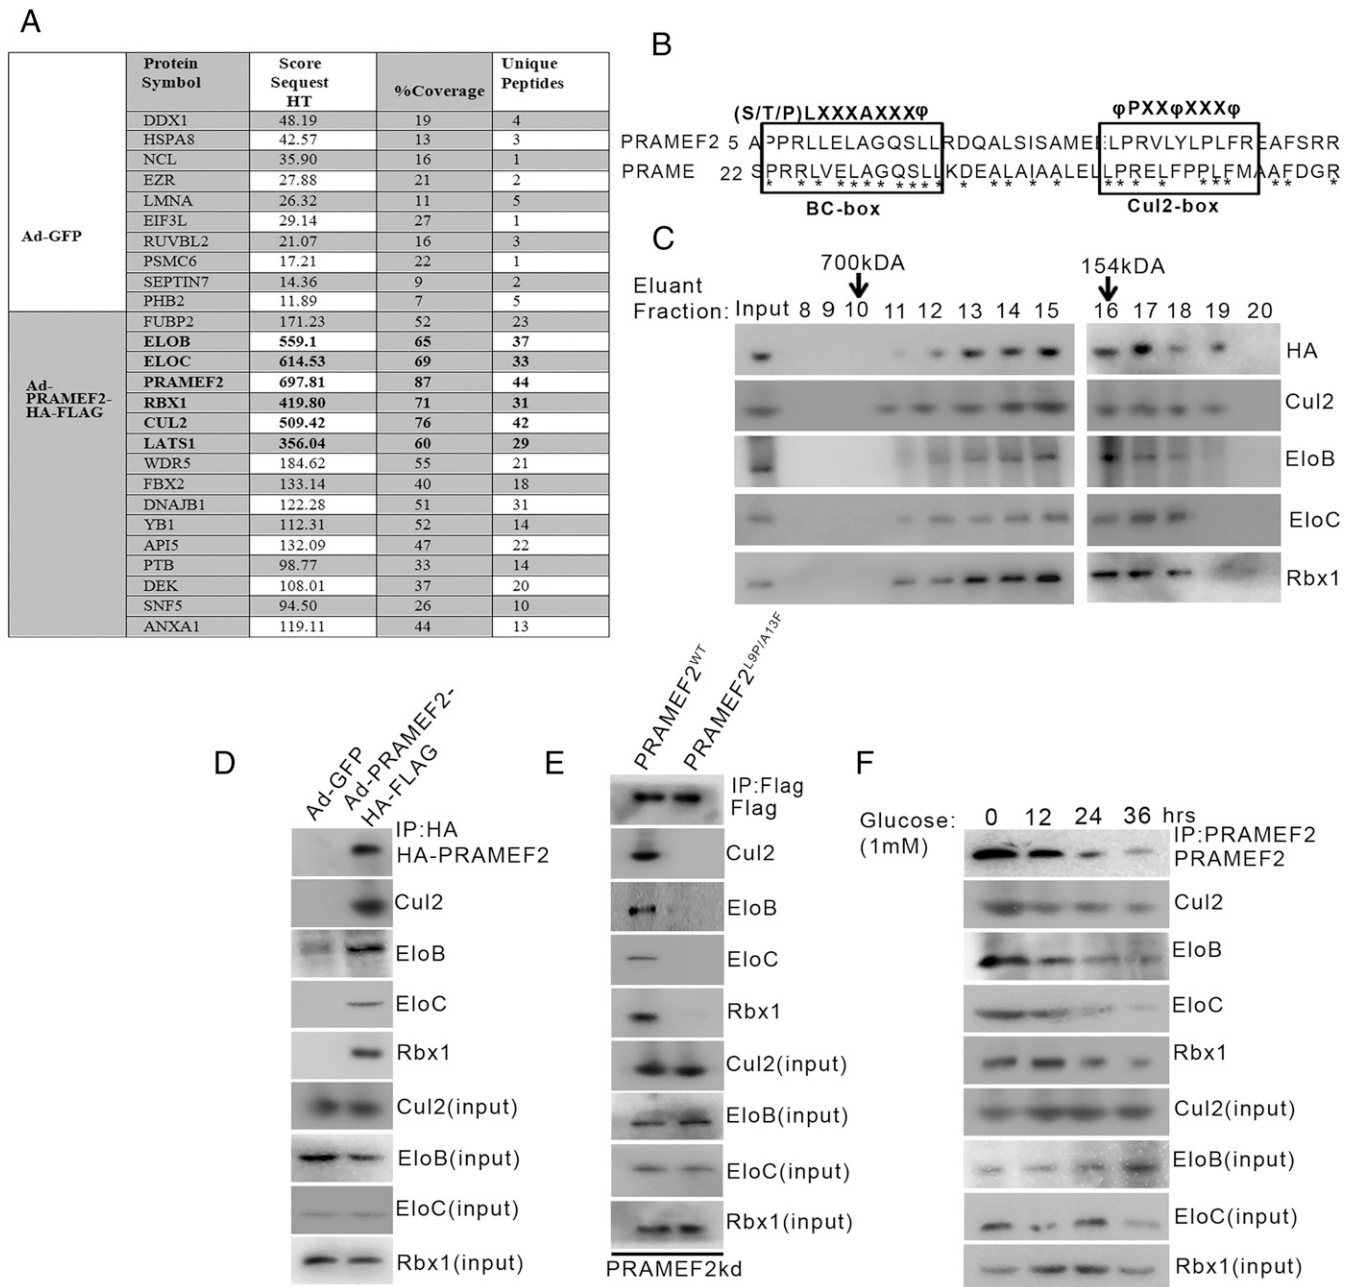 A
Protein Symbol | Score Sequest HT | %Coverage | Unique Peptides
Ad-GFP
DDX1 48.19 19 4
HSPA8 42.57 13 3
NCL 35.90 16 1
EZR 27.88 21 2
LMNA 26.32 11 5
EIF3L 29.14 27 1
RUVBL2 21.07 16 3
PSMC6 17.21 22 1
SEPTIN7 14.36 9 2
PHB2 11.89 7 5
Ad-PRAMEF2-HA-FLAG
FUBP2 171.23 52 23
ELOB 559.1 65 37
ELOC 614.53 69 33
PRAMEF2 697.81 87 44
RBX1 419.80 71 31
CUL2 509.42 76 42
LATS1 356.04 60 29
WDR5 184.62 55 21
FBX2 133.14 40 18
DNAJB1 122.28 51 31
YB1 112.31 52 14
API5 132.09 47 22
PTB 98.77 33 14
DEK 108.01 37 20
SNF5 94.50 26 10
ANXA1 119.11 44 13
B
(S/T/P)LXXXAXXXφ φPXXφXXXφ
PRAMEF2 5 APPRLLELAGQSLLRDQALSISAMEELPRVLYLPLFREAFSRR
PRAME 22 SPRRLVELAGQSLLKDEALAIAALELLPRELFPPLFMAAFDGR
BC-box Cul2-box
C
700kDA 154kDA
Eluant
Fraction: Input 8 9 10 11 12 13 14 15 16 17 18 19 20
HA
Cul2
EloB
EloC
Rbx1
D
Ad-GFP
Ad-PRAMEF2-
HA-FLAG
IP:HA
HA-PRAMEF2
Cul2
EloB
EloC
Rbx1
Cul2(input)
EloB(input)
EloC(input)
Rbx1(input)
E
PRAMEF2WT
PRAMEF2L9P/A13F
IP:Flag
Flag
Cul2
EloB
EloC
Rbx1
Cul2(input)
EloB(input)
EloC(input)
Rbx1(input)
PRAMEF2kd
F
Glucose: 0 12 24 36 hrs
(1mM)
IP:PRAMEF2
PRAMEF2
Cul2
EloB
EloC
Rbx1
Cul2(input)
EloB(input)
EloC(input)
Rbx1(input)